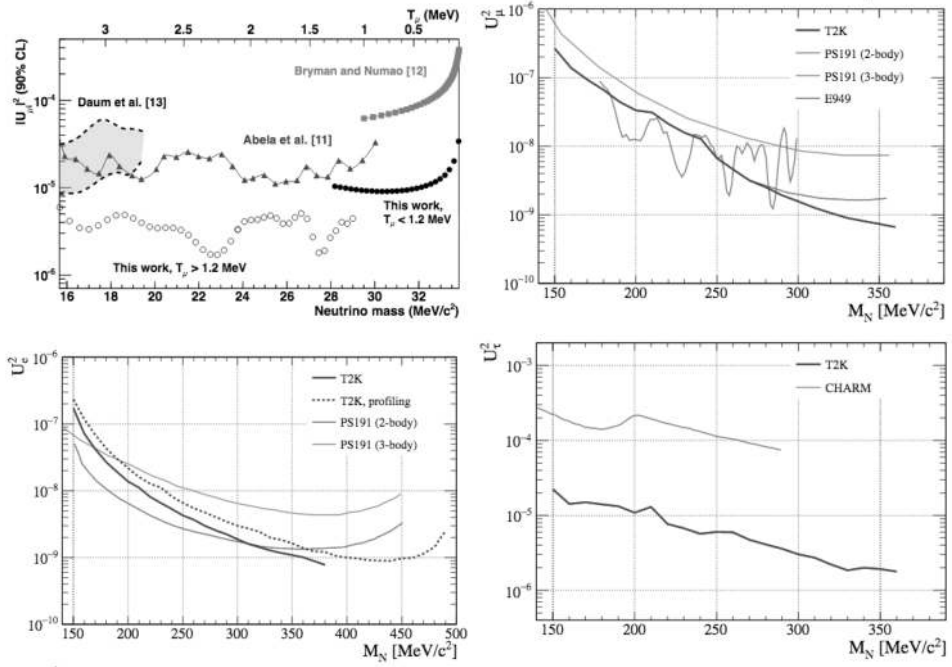 T_μ (MeV)
3 2.5 2 1.5 1 0.5
|U_μi|² (90% CL)
10⁻⁴
10⁻⁵
10⁻⁶
Bryman and Numao [12]
Daum et al. [13]
Abela et al. [11]
This work,
T_μ < 1.2 MeV
This work, T_μ > 1.2 MeV
16 18 20 22 24 26 28 30 32
Neutrino mass (MeV/c²)
U²_μ
10⁻⁶
10⁻⁷
10⁻⁸
10⁻⁹
10⁻¹⁰
T2K
PS191 (2-body)
PS191 (3-body)
E949
150 200 250 300 350
M_N [MeV/c²]
U²_e
10⁻⁶
10⁻⁷
10⁻⁸
10⁻⁹
10⁻¹⁰
T2K
T2K, profiling
PS191 (2-body)
PS191 (3-body)
150 200 250 300 350 400 450 500
M_N [MeV/c²]
U²_τ
10⁻³
10⁻⁴
10⁻⁵
10⁻⁶
T2K
CHARM
150 200 250 300 350
M_N [MeV/c²]